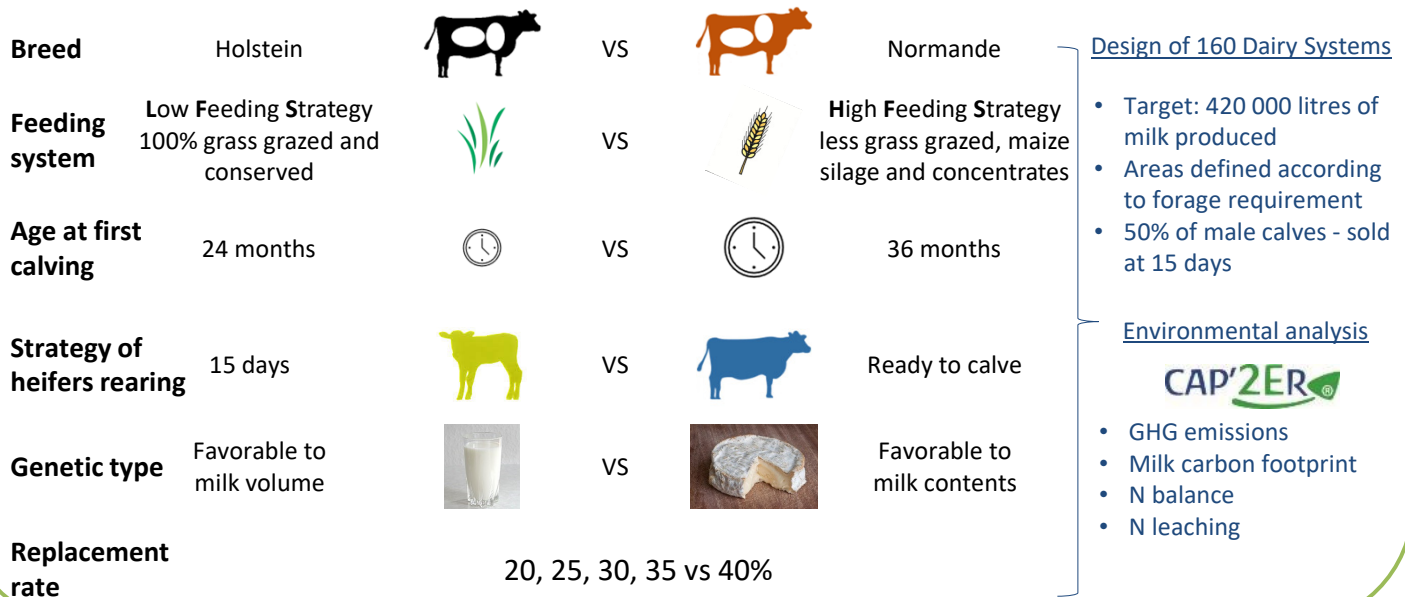 Breed
Holstein
VS
Normande
Feeding
system
Low Feeding Strategy
100% grass grazed and
conserved
VS
High Feeding Strategy
less grass grazed, maize
silage and concentrates
Age at first
calving
24 months
VS
36 months
Strategy of
heifers rearing
15 days
VS
Ready to calve
Genetic type
Favorable to
milk volume
VS
Favorable to
milk contents
Replacement
rate
20, 25, 30, 35 vs 40%
Design of 160 Dairy Systems
• Target: 420 000 litres of
milk produced
• Areas defined according
to forage requirement
• 50% of male calves - sold
at 15 days
Environmental analysis
CAP'2ER®
• GHG emissions
• Milk carbon footprint
• N balance
• N leaching